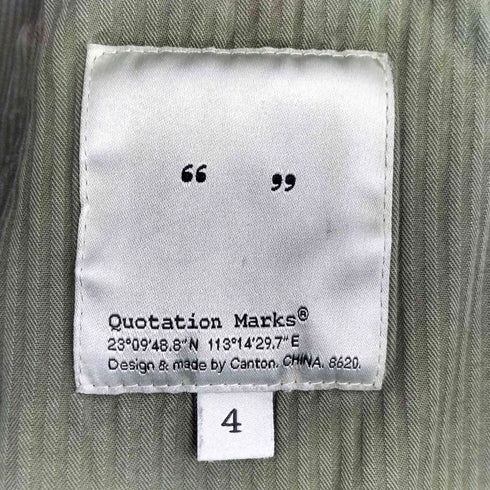 “ ”
Quotation Marks®
23°09'48.8"N 113°14'29.7"E
Design & made by Canton. CHINA. 8620.
4